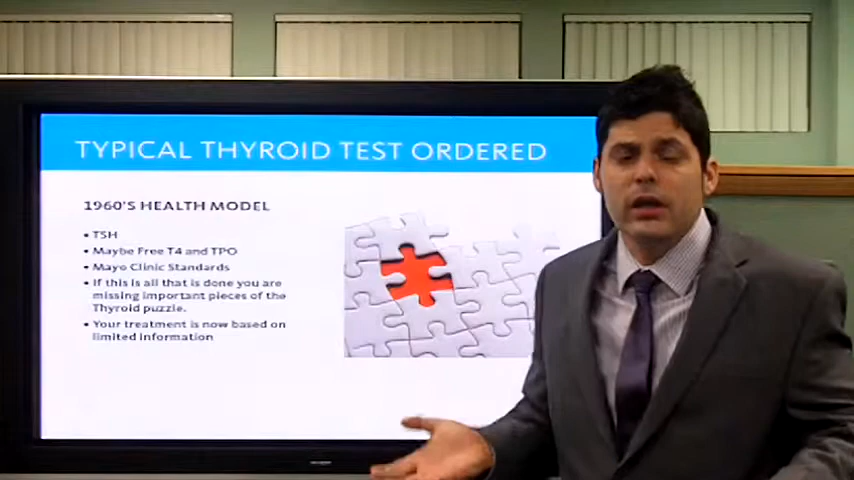 TYPICAL THYROID TEST ORDERED
1960'S HEALTH MODEL
• TSH
• Maybe Free T4 and TPO
• Mayo Clinic Standards
• If this is all that is done you are
missing important pieces of the
Thyroid puzzle.
• Your treatment is now based on
limited information